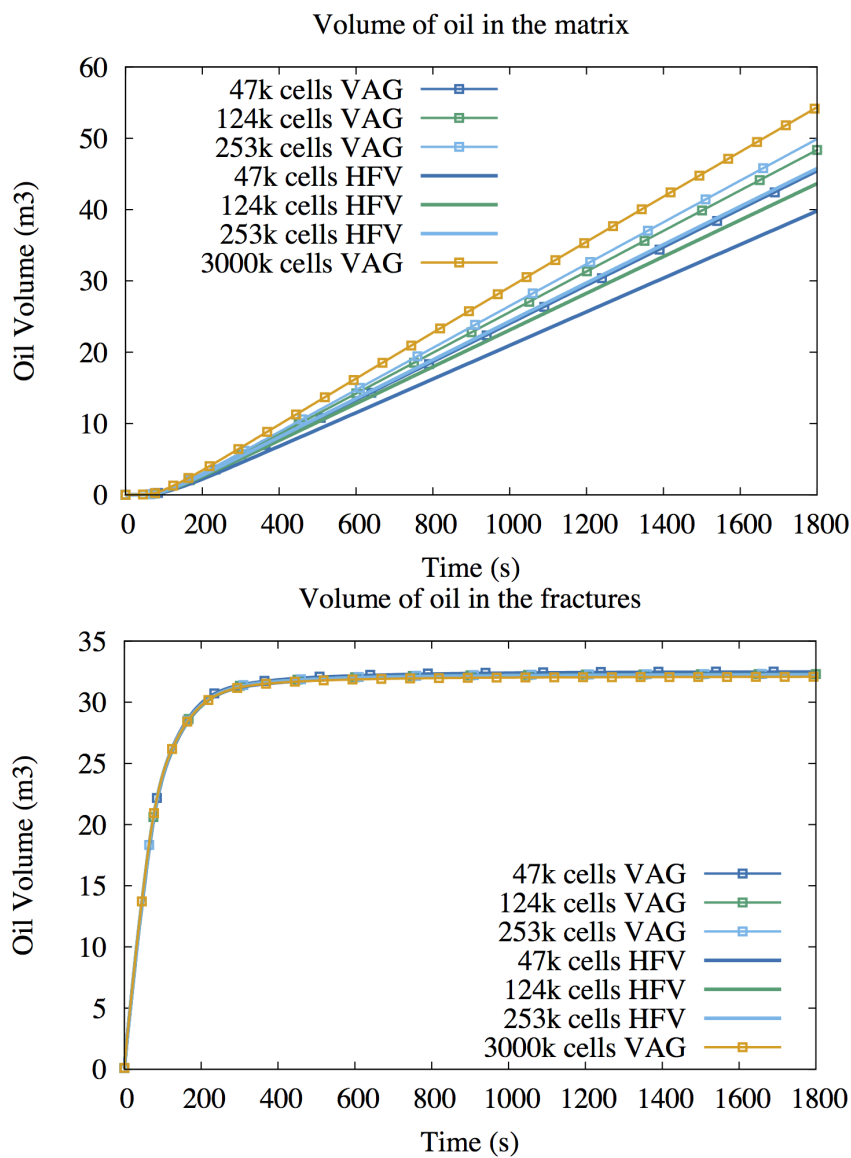 Volume of oil in the matrix
Oil Volume (m3)
60
50
40
30
20
10
0
47k cells VAG
124k cells VAG
253k cells VAG
47k cells HFV
124k cells HFV
253k cells HFV
3000k cells VAG
0 200 400 600 800 1000 1200 1400 1600 1800
Time (s)
Volume of oil in the fractures
Oil Volume (m3)
35
30
25
20
15
10
5
0
47k cells VAG
124k cells VAG
253k cells VAG
47k cells HFV
124k cells HFV
253k cells HFV
3000k cells VAG
0 200 400 600 800 1000 1200 1400 1600 1800
Time (s)